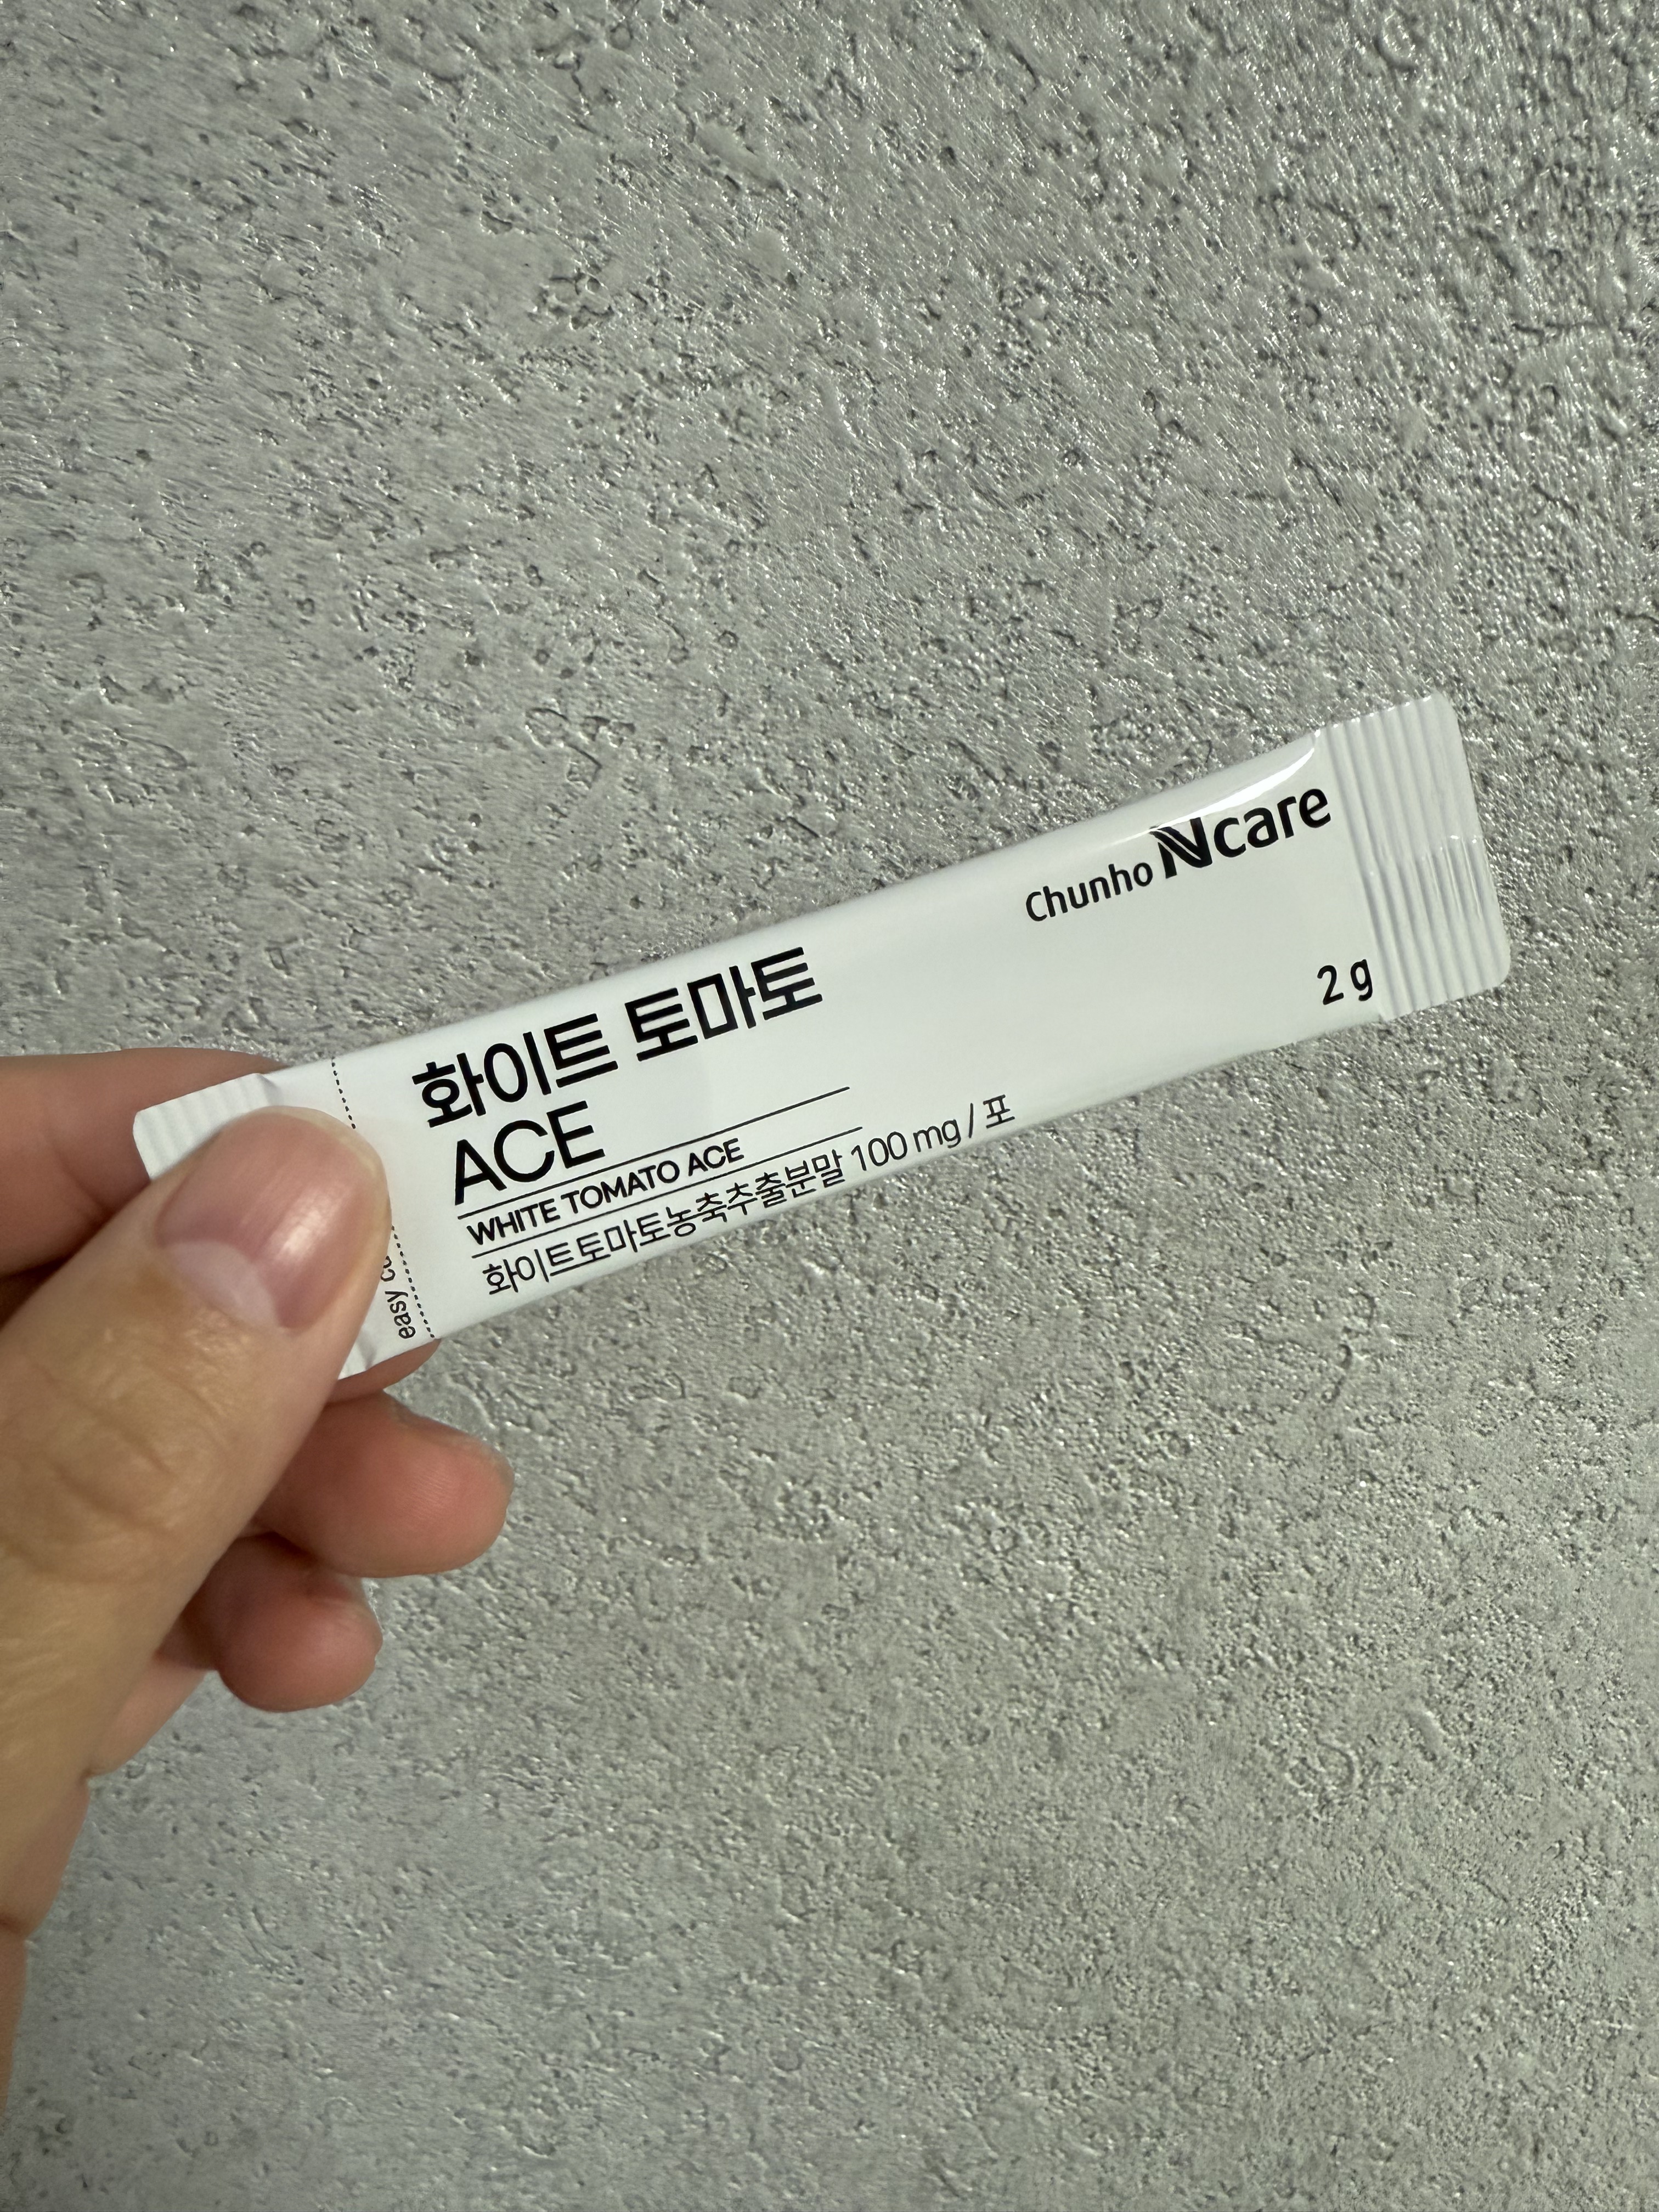 화이트 토마토
ACE
WHITE TOMATO ACE
화이트토마토농축추출분말 100 mg / 포
Chunho Ncare
2 g
easy